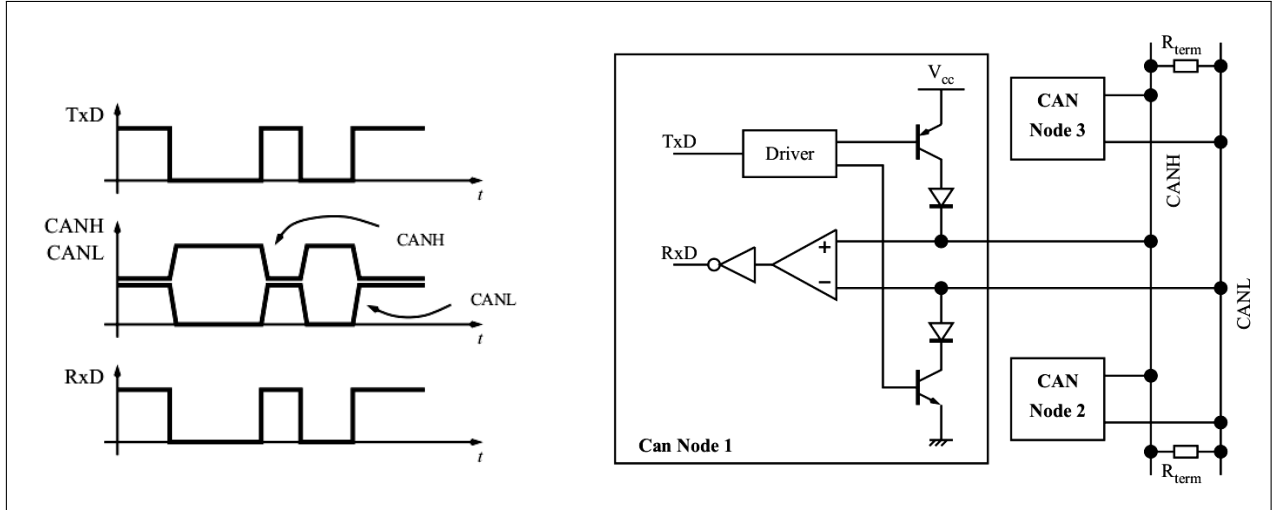 TxD
t
CANH
CANL
CANH
CANL
t
RxD
t
Vcc
TxD
Driver
RxD
Can Node 1
CAN
Node 3
CAN
Node 2
Rterm
CANH
CANL
Rterm
+
−